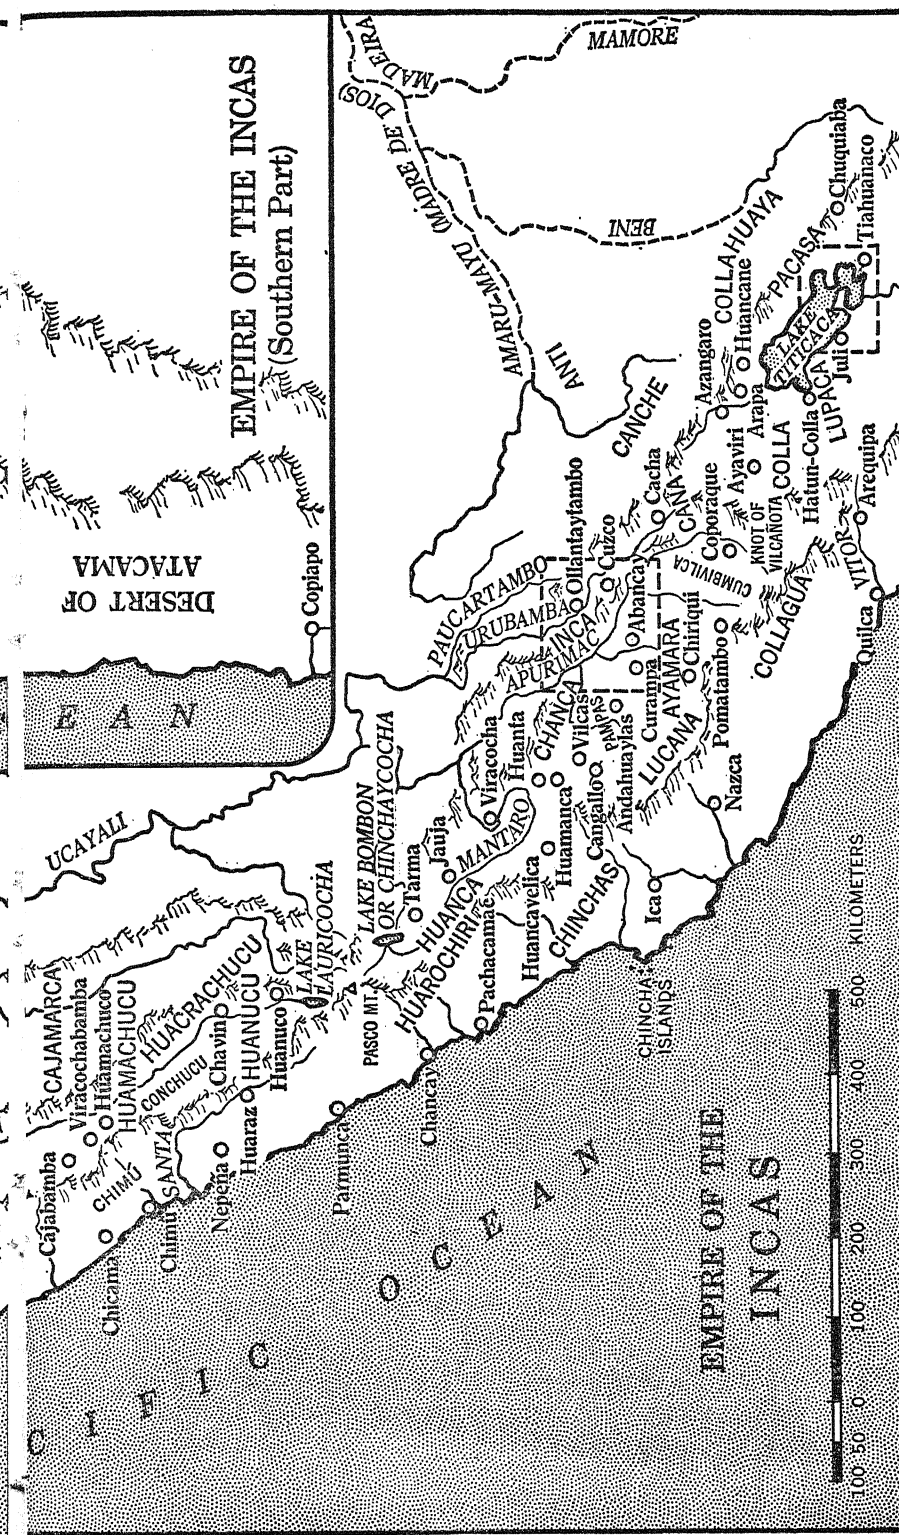 EMPIRE OF THE INCAS
(Southern Part)
DESERT OF
ATACAMA
Copiapo
E A N
MAMORE
MADEIRA
MADEIRA
AMARU-MAYU (MADRE DE DIOS)
BENI
ANTI
CANCHE
COLLAHUAYA
PACASA
Chuquiaba
Tiahuanaco
LAKE
TITICACA
Juli
LUPACA
Huancane
Azangaro
Arapa
Ayaviri
COLLA
Hatun-Colla
Arequipa
VITOR
Quilca
KNOT OF
VILCANOTA
Coporaque
CANA
Cacha
CUMBIVILCA
COLLAGUA
Cuzco
Ollantaytambo
PAUCARTAMBO
URUBAMBA
INCA
APURIMAC
Abancay
Curampa
AYAMARA
Chiriqui
Pomatambo
LUCANA
Nazca
CHANCA
Vilcas
PAMPAS
Andahuaylas
Cangallo
Huamanca
Huanta
Viracocha
MANTARO
Jauja
Tarma
LAKE BOMBON
OR CHINCHAYCOCHA
HUANCA
HUAROCHIRI
Pachacamac
Huancavelica
CHINCHAS
Ica
CHINCHA
ISLANDS
UCAYALI
LAKE
LAURICOCHA
PASCO MT.
Chancay
Parmunca
CAJAMARCA
Viracochabamba
Huamachuco
HUAMACHUCU
HUACRACHUCU
CONCHUCU
Chavin
HUANUCU
Huanuco
Huaraz
Nepeña
SANTA
Chimu
CHIMÚ
Cajabamba
Chicama
C I F I C
O C E A N
EMPIRE OF THE
INCAS
100 50 0 100 200 300 400 500
KILOMETERS